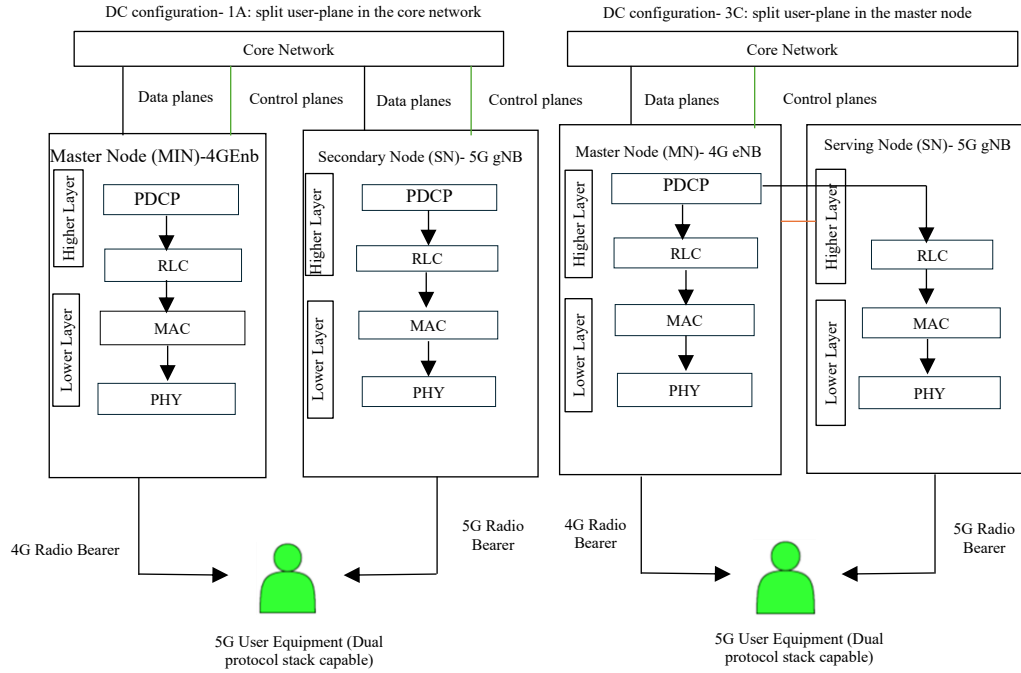 DC configuration- 1A: split user-plane in the core network
Core Network
Data planes
Control planes
Data planes
Control planes
Master Node (MIN)-4GEnb
Higher Layer
Lower Layer
PDCP
RLC
MAC
PHY
Secondary Node (SN)- 5G gNB
Higher Layer
Lower Layer
PDCP
RLC
MAC
PHY
4G Radio Bearer
5G Radio
Bearer
5G User Equipment (Dual
protocol stack capable)
DC configuration- 3C: split user-plane in the master node
Core Network
Data planes
Control planes
Master Node (MN)- 4G eNB
Higher Layer
Lower Layer
PDCP
RLC
MAC
PHY
Serving Node (SN)- 5G gNB
Higher Layer
Lower Layer
RLC
MAC
PHY
4G Radio
Bearer
5G Radio
Bearer
5G User Equipment (Dual
protocol stack capable)